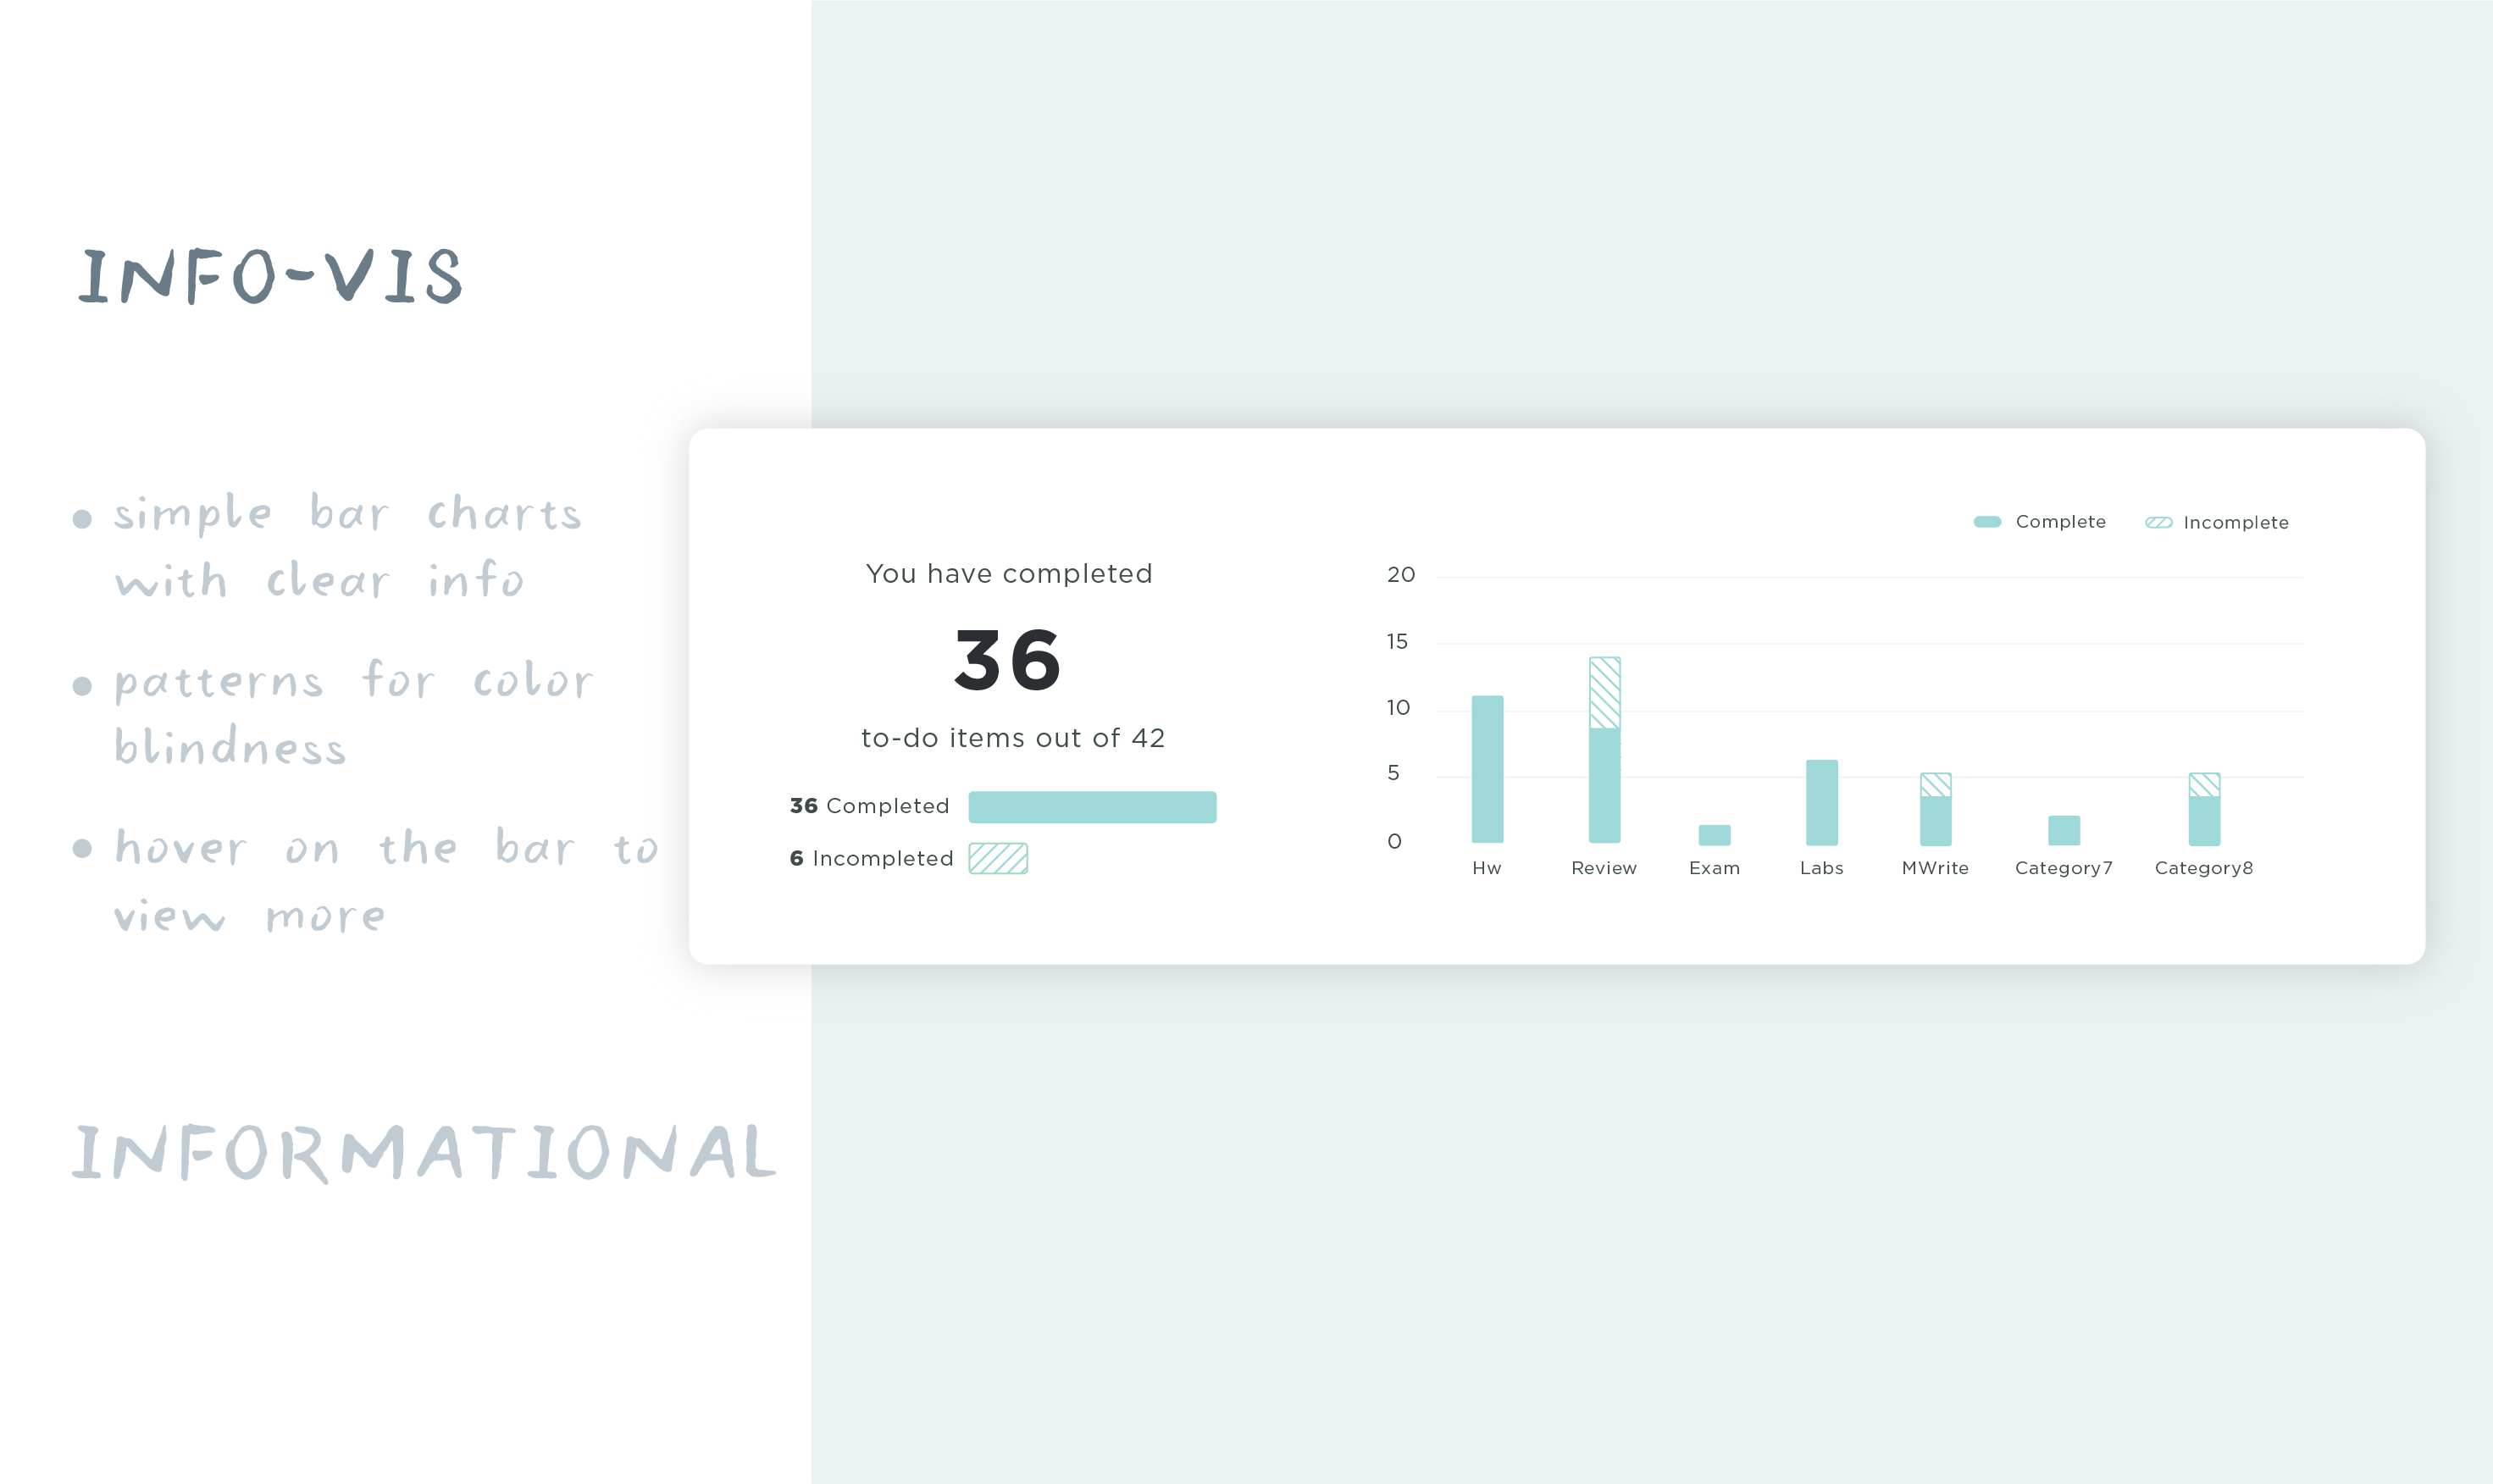 INFO-VIS
simple bar charts
with clear info
patterns for color
blindness
hover on the bar to
view more
INFORMATIONAL
You have completed
36
to-do items out of 42
36 Completed
6 Incompleted
Complete
Incomplete
20
15
10
5
0
Hw
Review
Exam
Labs
MWrite
Category7
Category8